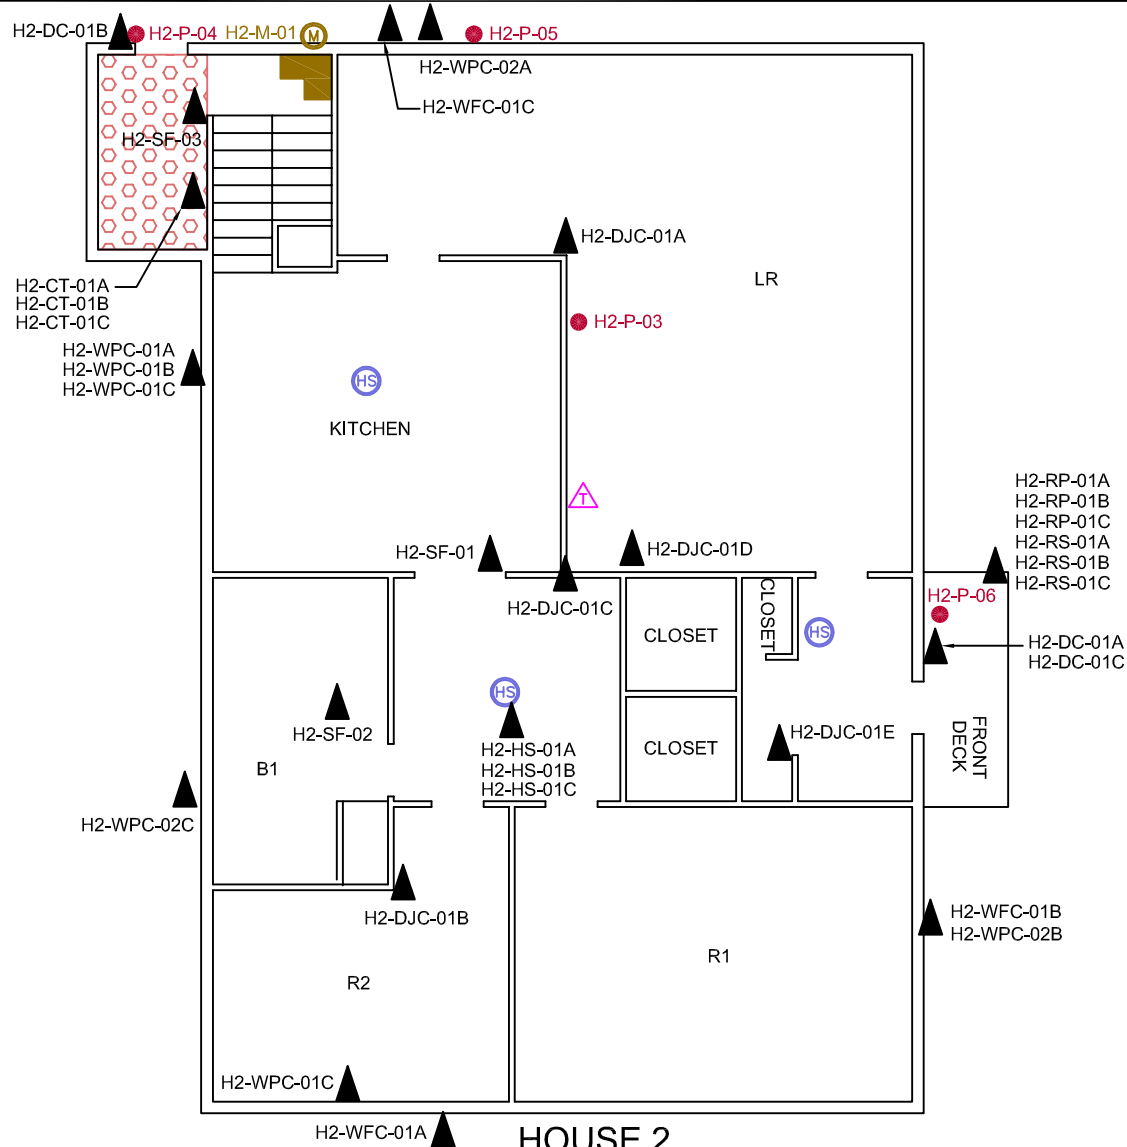 H2-DC-01B
H2-P-04
H2-M-01
M
H2-P-05
H2-WPC-02A
H2-WFC-01C
H2-SF-03
H2-DJC-01A
LR
H2-CT-01A
H2-CT-01B
H2-CT-01C
H2-P-03
H2-WPC-01A
H2-WPC-01B
H2-WPC-01C
HS
KITCHEN
T
H2-RP-01A
H2-RP-01B
H2-RP-01C
H2-RS-01A
H2-RS-01B
H2-RS-01C
H2-SF-01
H2-DJC-01D
H2-DJC-01C
CLOSET
CLOSET
HS
H2-P-06
H2-DC-01A
H2-DC-01C
HS
H2-SF-02
H2-HS-01A
H2-HS-01B
H2-HS-01C
CLOSET
H2-DJC-01E
FRONT
DECK
B1
H2-WPC-02C
H2-DJC-01B
H2-WFC-01B
H2-WPC-02B
R1
R2
H2-WPC-01C
H2-WFC-01A
HOUSE 2